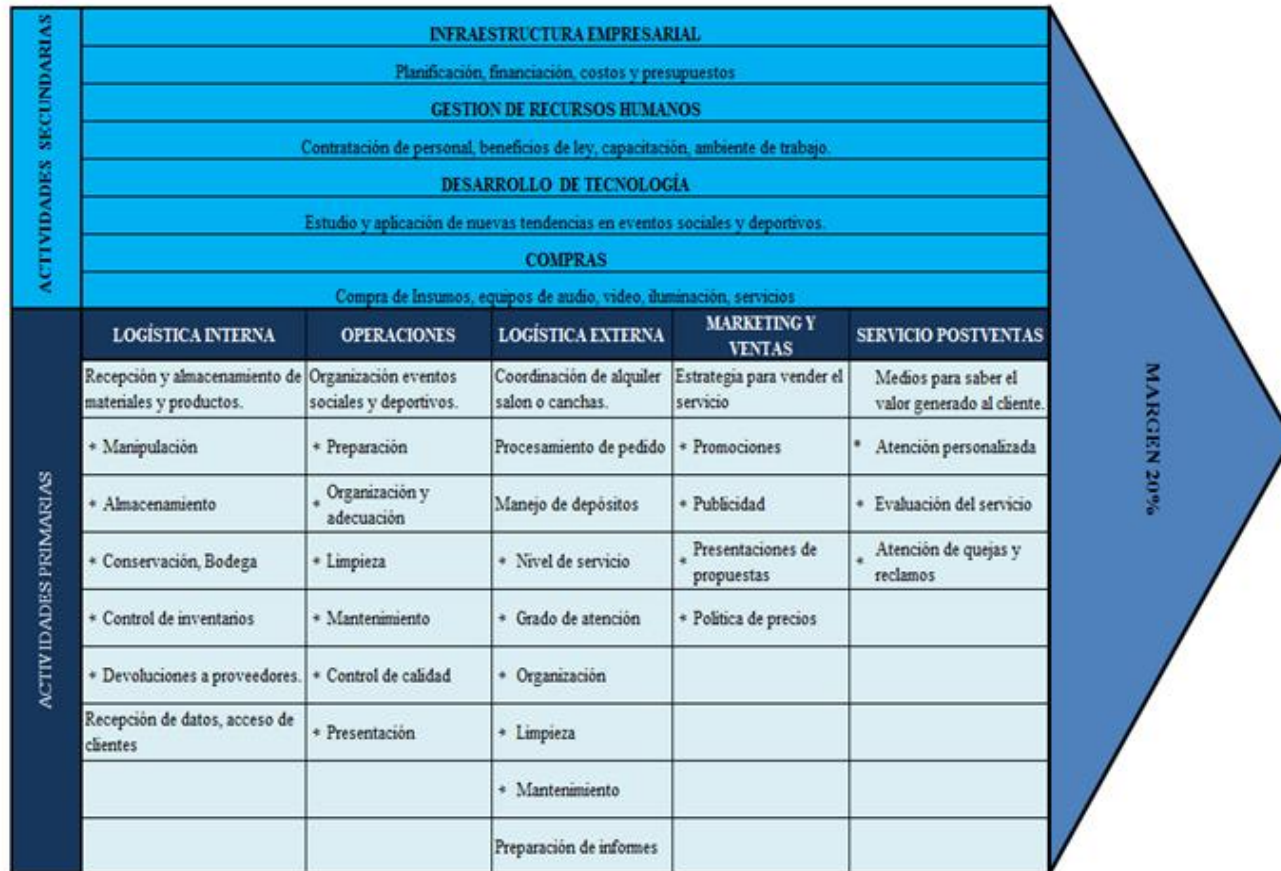 ACTIVIDADES SECUNDARIAS
INFRAESTRUCTURA EMPRESARIAL
Planificación, financiación, costos y presupuestos
GESTION DE RECURSOS HUMANOS
Contratación de personal, beneficios de ley, capacitación, ambiente de trabajo.
DESARROLLO DE TECNOLOGÍA
Estudio y aplicación de nuevas tendencias en eventos sociales y deportivos.
COMPRAS
Compra de Insumos, equipos de audio, video, iluminación, servicios
ACTIVIDADES PRIMARIAS
LOGÍSTICA INTERNA
Recepción y almacenamiento de
materiales y productos.
* Manipulación
* Almacenamiento
* Conservación, Bodega
* Control de inventarios
* Devoluciones a proveedores.
Recepción de datos, acceso de
clientes
OPERACIONES
Organización eventos
sociales y deportivos.
* Preparación
* Organización y
adecuación
* Limpieza
* Mantenimiento
* Control de calidad
* Presentación
LOGÍSTICA EXTERNA
Coordinación de alquiler
salon o canchas.
Procesamiento de pedido
Manejo de depósitos
* Nivel de servicio
* Grado de atención
* Organización
* Limpieza
* Mantenimiento
Preparación de informes
MARKETING Y
VENTAS
Estrategia para vender el
servicio
* Promociones
* Publicidad
* Presentaciones de
propuestas
* Política de precios
SERVICIO POSTVENTAS
Medios para saber el
valor generado al cliente.
* Atención personalizada
* Evaluación del servicio
* Atención de quejas y
reclamos
MARGEN 20%